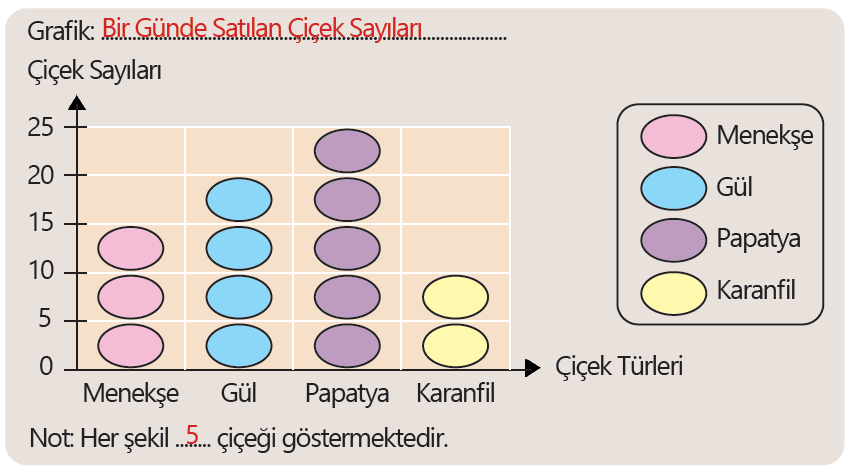 Grafik: Bir Günde Satılan Çiçek Sayıları
Çiçek Sayıları
25
20
15
10
5
0
Menekşe Gül Papatya Karanfil
Çiçek Türleri
Menekşe
Gül
Papatya
Karanfil
Not: Her şekil ...5... çiçeği göstermektedir.